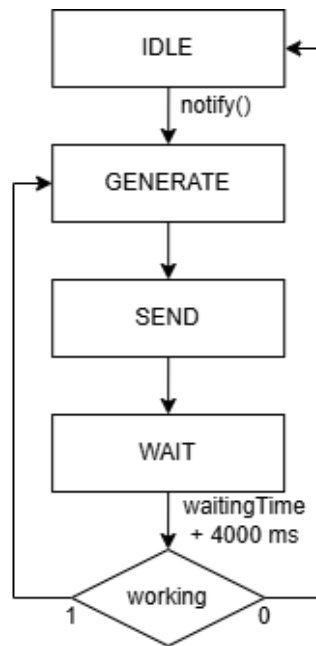 IDLE
notify()
GENERATE
SEND
WAIT
waitingTime
+ 4000 ms
working
1
0